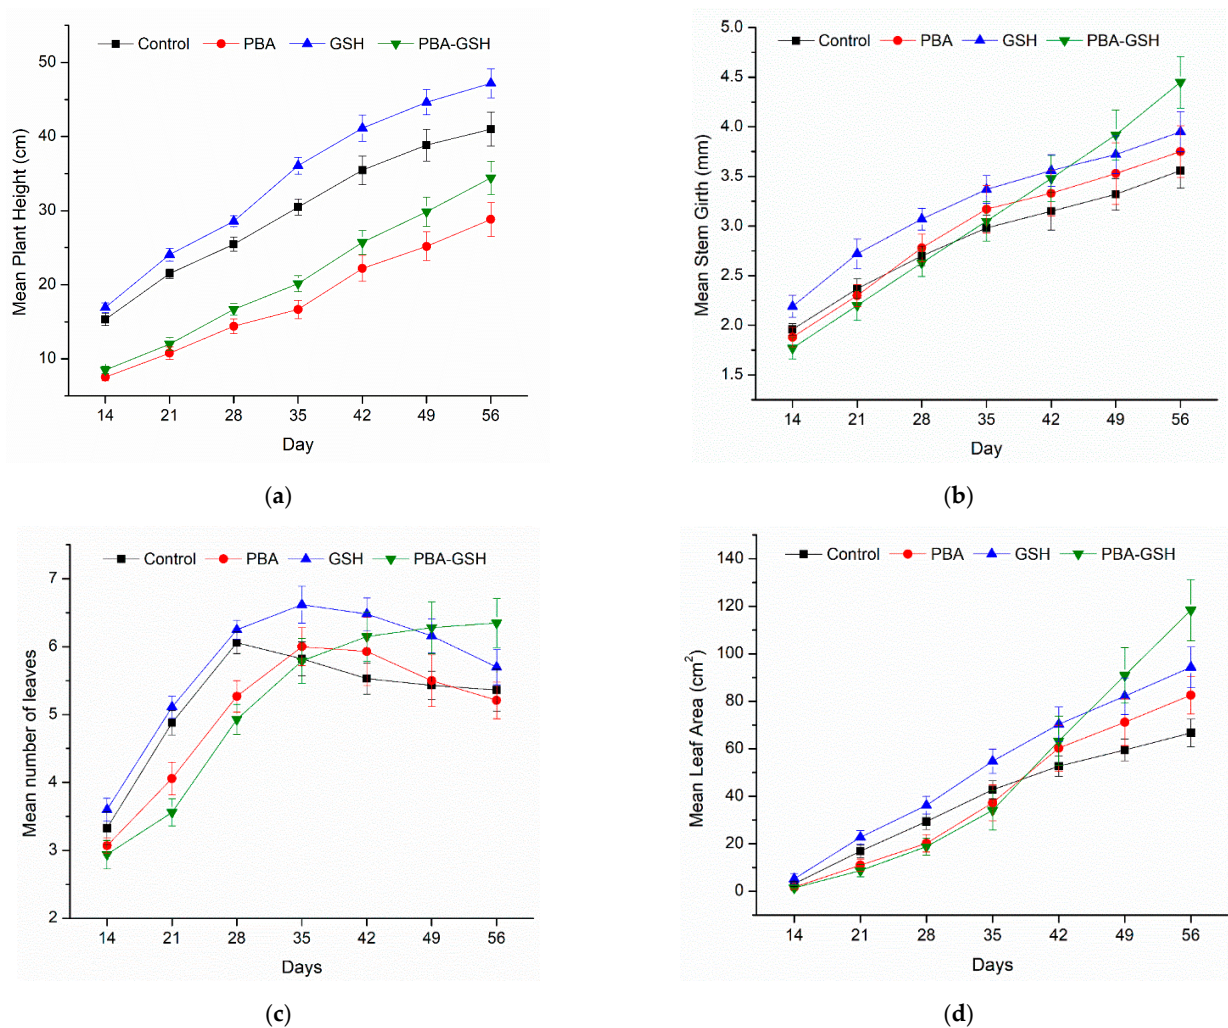 Control PBA GSH PBA-GSH
Mean Plant Height (cm)
50
40
30
20
10
14 21 28 35 42 49 56
Day
(a)
Control PBA GSH PBA-GSH
Mean Stem Girth (mm)
5.0
4.5
4.0
3.5
3.0
2.5
2.0
1.5
14 21 28 35 42 49 56
Day
(b)
Control PBA GSH PBA-GSH
Mean number of leaves
7
6
5
4
3
2
14 21 28 35 42 49 56
Days
(c)
Control PBA GSH PBA-GSH
Mean Leaf Area (cm²)
140
120
100
80
60
40
20
0
14 21 28 35 42 49 56
Days
(d)